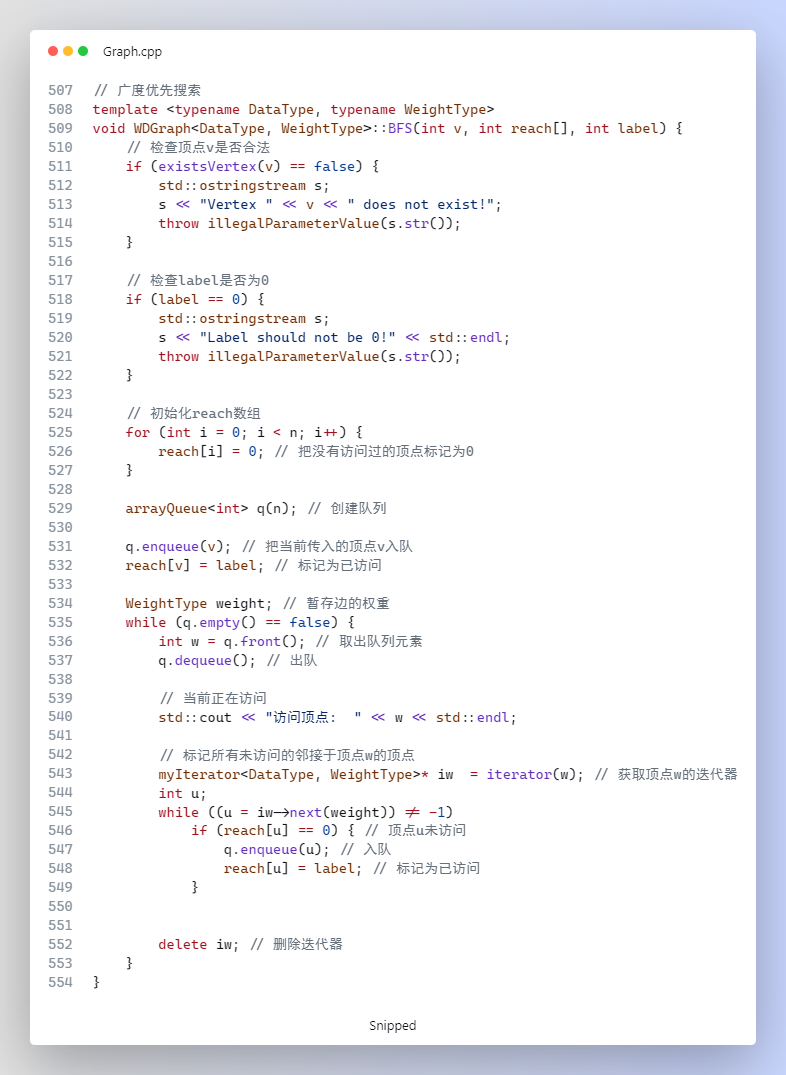 Graph.cpp
507 // 广度优先搜索
508 template <typename DataType, typename WeightType>
509 void WDGraph<DataType, WeightType>::BFS(int v, int reach[], int label) {
510     // 检查顶点v是否合法
511     if (existsVertex(v) == false) {
512         std::ostringstream s;
513         s << "Vertex " << v << " does not exist!";
514         throw illegalParameterValue(s.str());
515     }
516
517     // 检查label是否为0
518     if (label == 0) {
519         std::ostringstream s;
520         s << "Label should not be 0!" << std::endl;
521         throw illegalParameterValue(s.str());
522     }
523
524     // 初始化reach数组
525     for (int i = 0; i < n; i++) {
526         reach[i] = 0; // 把没有访问过的顶点标记为0
527     }
528
529     arrayQueue<int> q(n); // 创建队列
530
531     q.enqueue(v); // 把当前传入的顶点v入队
532     reach[v] = label; // 标记为已访问
533
534     WeightType weight; // 暂存边的权重
535     while (q.empty() == false) {
536         int w = q.front(); // 取出队列元素
537         q.dequeue(); // 出队
538
539         // 当前正在访问
540         std::cout << "访问顶点:  " << w << std::endl;
541
542         // 标记所有未访问的邻接于顶点w的顶点
543         myIterator<DataType, WeightType>* iw  = iterator(w); // 获取顶点w的迭代器
544         int u;
545         while ((u = iw->next(weight)) != -1)
546             if (reach[u] == 0) { // 顶点u未访问
547                 q.enqueue(u); // 入队
548                 reach[u] = label; // 标记为已访问
549             }
550
551
552         delete iw; // 删除迭代器
553     }
554 }
Snipped